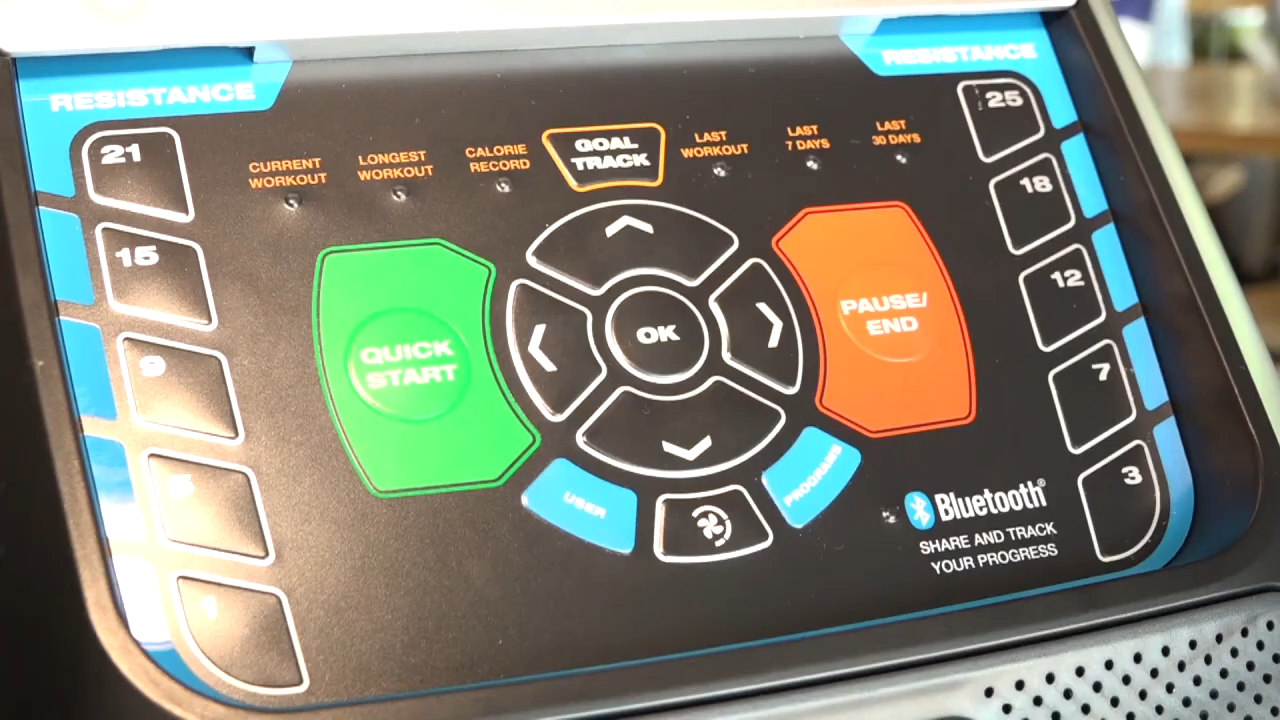 RESISTANCE
RESISTANCE
21
15
9
5
1
CURRENT
WORKOUT
LONGEST
WORKOUT
CALORIE
RECORD
GOAL
TRACK
LAST
WORKOUT
LAST
7 DAYS
LAST
30 DAYS
QUICK
START
OK
PAUSE/
END
USER
PROGRAMS
Bluetooth®
SHARE AND TRACK
YOUR PROGRESS
25
18
12
7
3